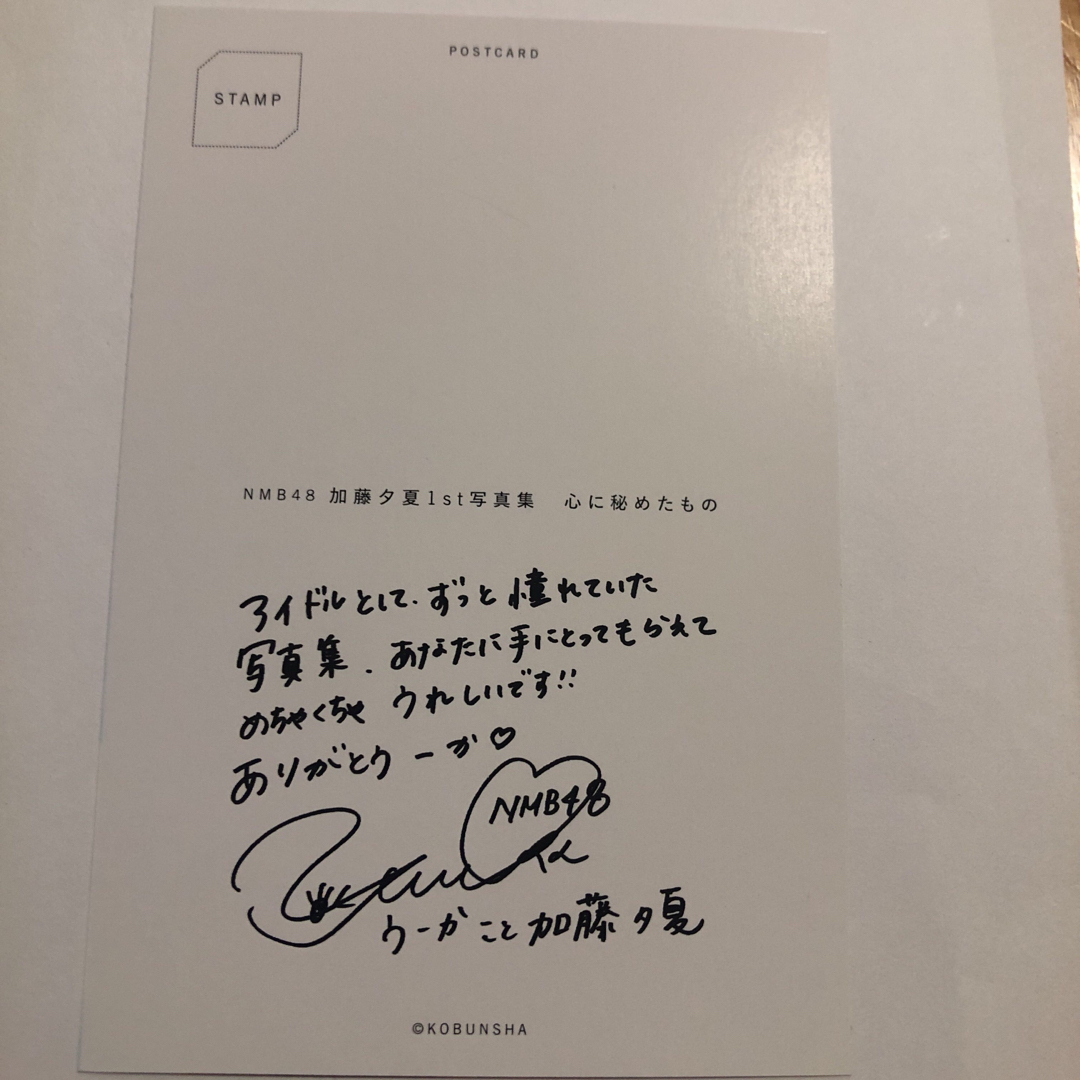 POSTCARD
STAMP
NMB48 加藤夕夏1st写真集 心に秘めたもの
アイドルとして、ずっと憧れていた
写真集、あなたに手にとってもらえて
めちゃくちゃ うれしいです!!
ありがとうーか♡
NMB48
うーかこと加藤夕夏
©KOBUNSHA